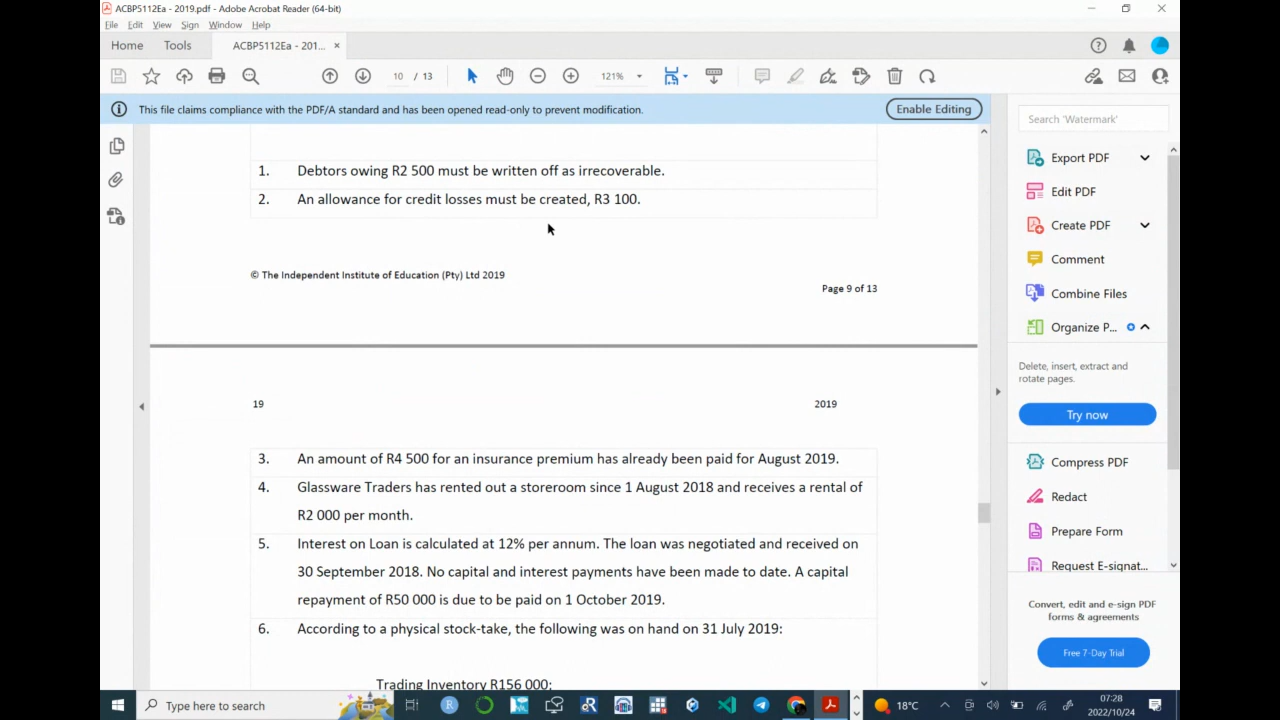 ACBP5112Ea - 2019.pdf - Adobe Acrobat Reader (64-bit)
File Edit View Sign Window Help
Home Tools ACBP5112Ea - 201... ×
10 / 13 121%
This file claims compliance with the PDF/A standard and has been opened read-only to prevent modification. Enable Editing
1. Debtors owing R2 500 must be written off as irrecoverable.
2. An allowance for credit losses must be created, R3 100.
© The Independent Institute of Education (Pty) Ltd 2019
Page 9 of 13
19 2019
3. An amount of R4 500 for an insurance premium has already been paid for August 2019.
4. Glassware Traders has rented out a storeroom since 1 August 2018 and receives a rental of
R2 000 per month.
5. Interest on Loan is calculated at 12% per annum. The loan was negotiated and received on
30 September 2018. No capital and interest payments have been made to date. A capital
repayment of R50 000 is due to be paid on 1 October 2019.
6. According to a physical stock-take, the following was on hand on 31 July 2019:
Trading Inventory R156 000;
Search 'Watermark'
Export PDF
Edit PDF
Create PDF
Comment
Combine Files
Organize P...
Delete, insert, extract and
rotate pages.
Try now
Compress PDF
Redact
Prepare Form
Request E-signat...
Convert, edit and e-sign PDF
forms & agreements
Free 7-Day Trial
Type here to search
18°C
07:28
2022/10/24